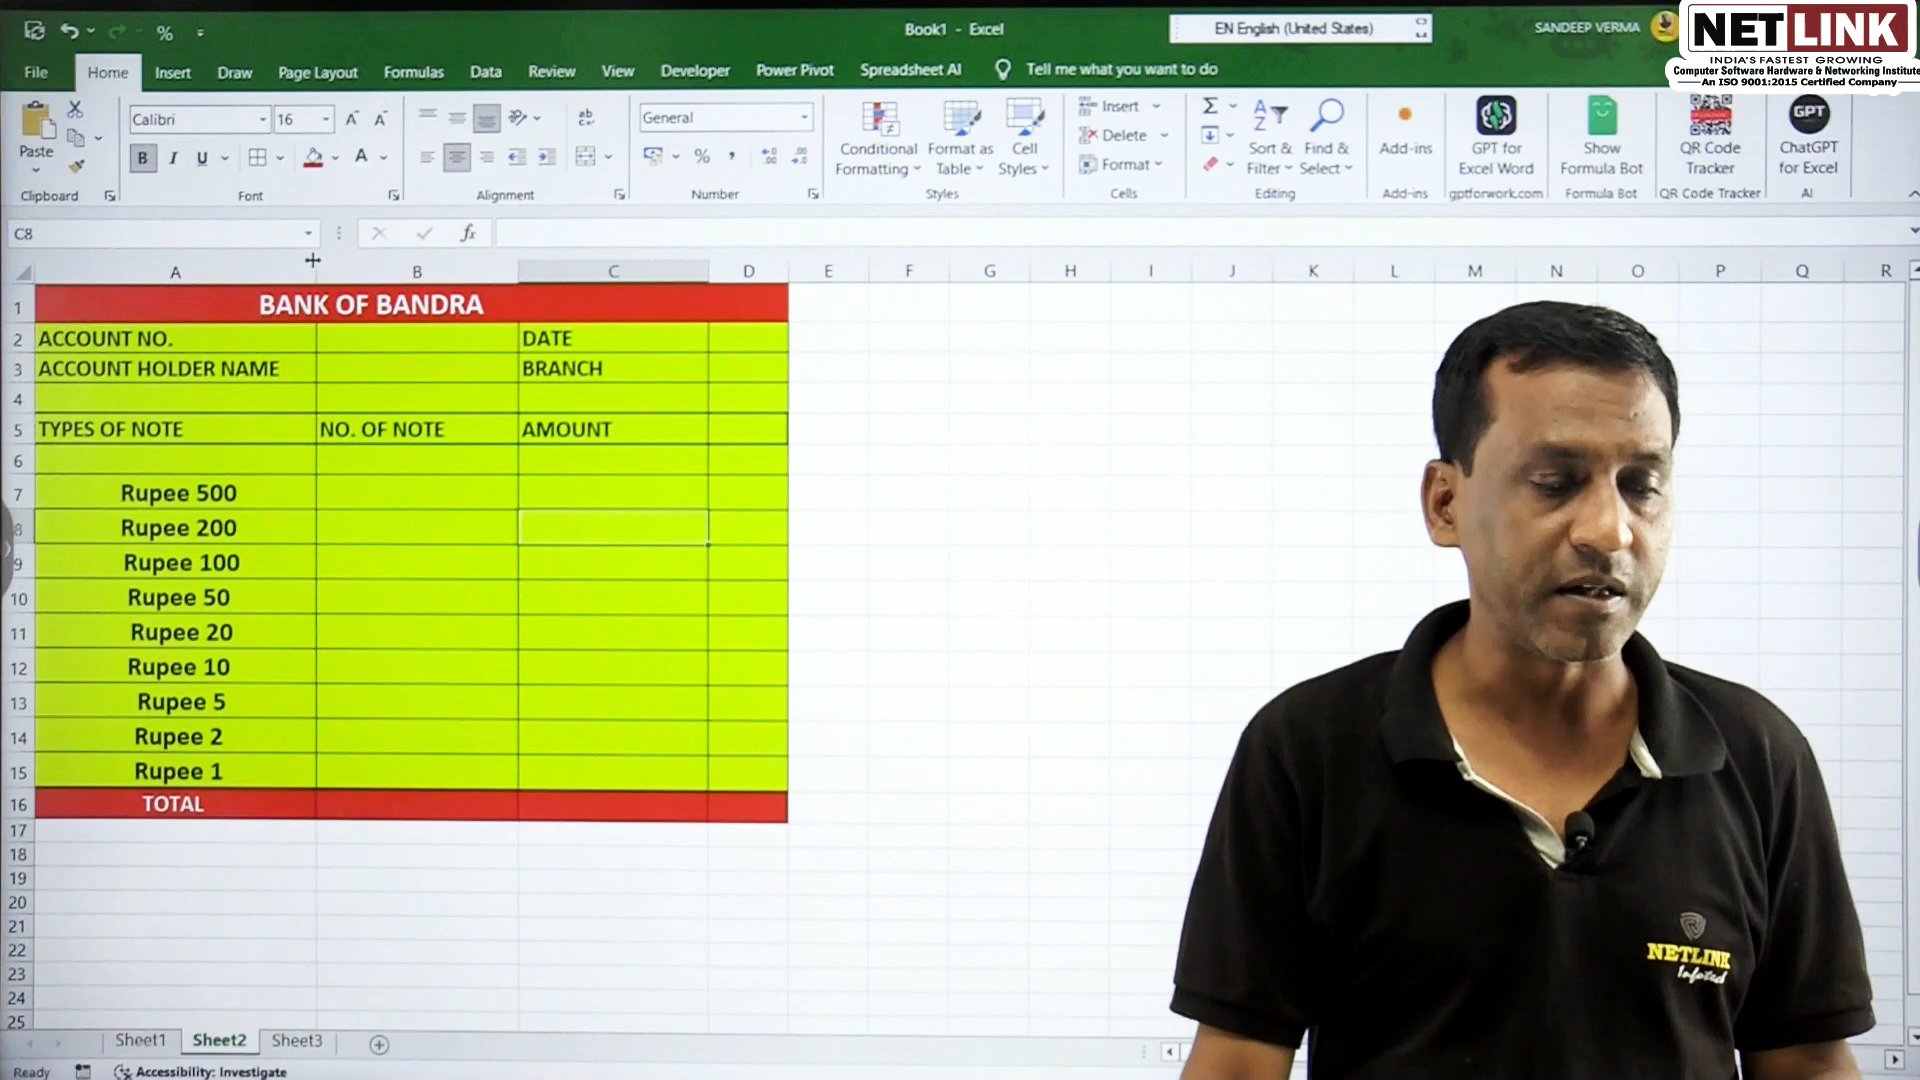 Book1 - Excel
EN English (United States)
SANDEEP VERMA
NETLINK
INDIA'S FASTEST GROWING
Computer Software Hardware & Networking Institute
An ISO 9001:2015 Certified Company
File Home Insert Draw Page Layout Formulas Data Review View Developer Power Pivot Spreadsheet AI Tell me what you want to do
Paste
Clipboard
Calibri 16
B I U
Font
Alignment
General
Number
Conditional Formatting
Format as Table
Cell Styles
Styles
Insert
Delete
Format
Cells
Sort & Filter
Find & Select
Editing
Add-ins
Add-ins
GPT for Excel Word
gptforwork.com
Show Formula Bot
Formula Bot
QR Code Tracker
QR Code Tracker
GPT
ChatGPT for Excel
AI
C8
fx
A B C D E F G H I J K L M N O P Q R
1 BANK OF BANDRA
2 ACCOUNT NO. DATE
3 ACCOUNT HOLDER NAME BRANCH
4
5 TYPES OF NOTE NO. OF NOTE AMOUNT
6
7 Rupee 500
8 Rupee 200
9 Rupee 100
10 Rupee 50
11 Rupee 20
12 Rupee 10
13 Rupee 5
14 Rupee 2
15 Rupee 1
16 TOTAL
17
18
19
20
21
22
23
24
25
Sheet1 Sheet2 Sheet3
Ready Accessibility: Investigate
NETLINK
Infotech